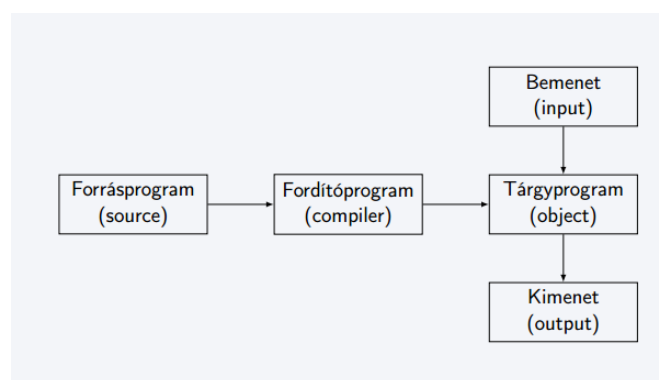 Bemenet
(input)
Forrásprogram
(source)
Fordítóprogram
(compiler)
Tárgyprogram
(object)
Kimenet
(output)